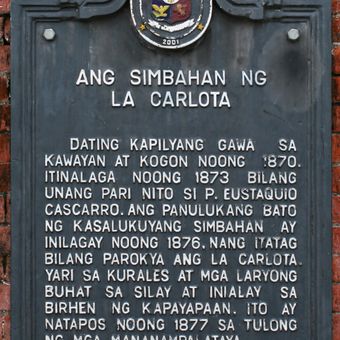 2001
ANG SIMBAHAN NG
LA CARLOTA
DATING KAPILYANG GAWA SA
KAWAYAN AT KOGON NOONG 1870.
ITINALAGA NOONG 1873 BILANG
UNANG PARI NITO SI P. EUSTAQUIO
CASCARRO. ANG PANULUKANG BATO
NG KASALUKUYANG SIMBAHAN AY
INILAGAY NOONG 1876, NANG ITATAG
BILANG PAROKYA ANG LA CARLOTA.
YARI SA KURALES AT MGA LARYONG
BUHAT SA SILAY AT INIALAY SA
BIRHEN NG KAPAYAPAAN. ITO AY
NATAPOS NOONG 1877 SA TULONG
NG MGA MANANAMPALATAYA